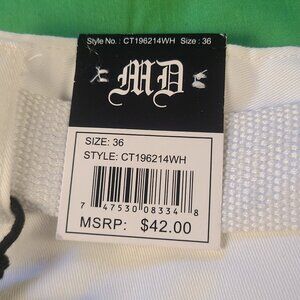 Style No. : CT196214WH Size : 36
MD
SIZE: 36
STYLE: CT196214WH
7 47530 08334 8
MSRP: $42.00